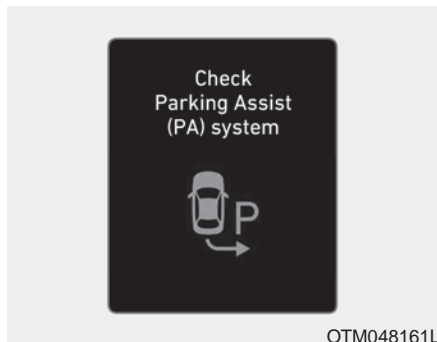 Check
Parking Assist
(PA) system
P
OTM048161L